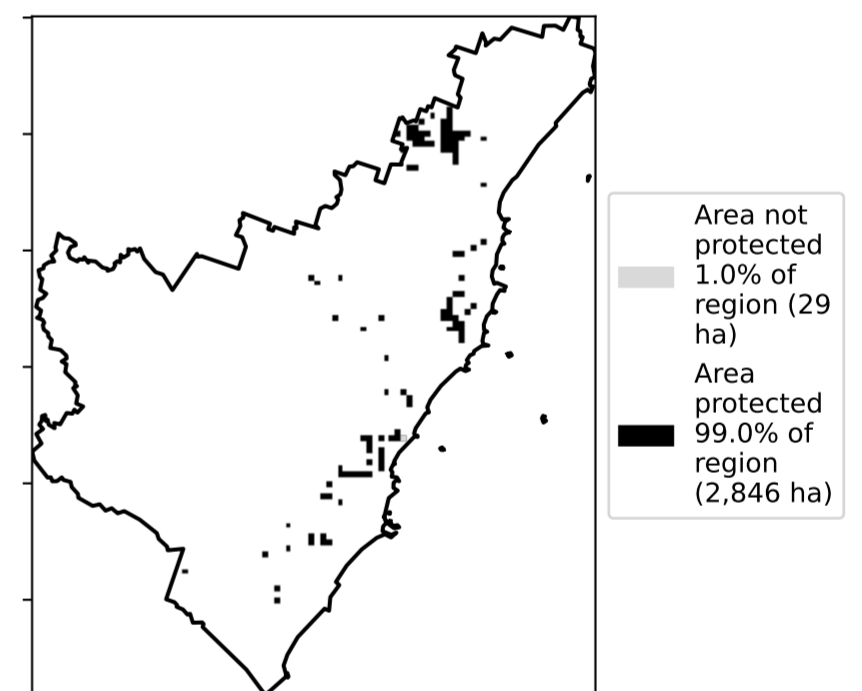 Area not
protected
1.0% of
region (29
ha)
Area
protected
99.0% of
region
(2,846 ha)